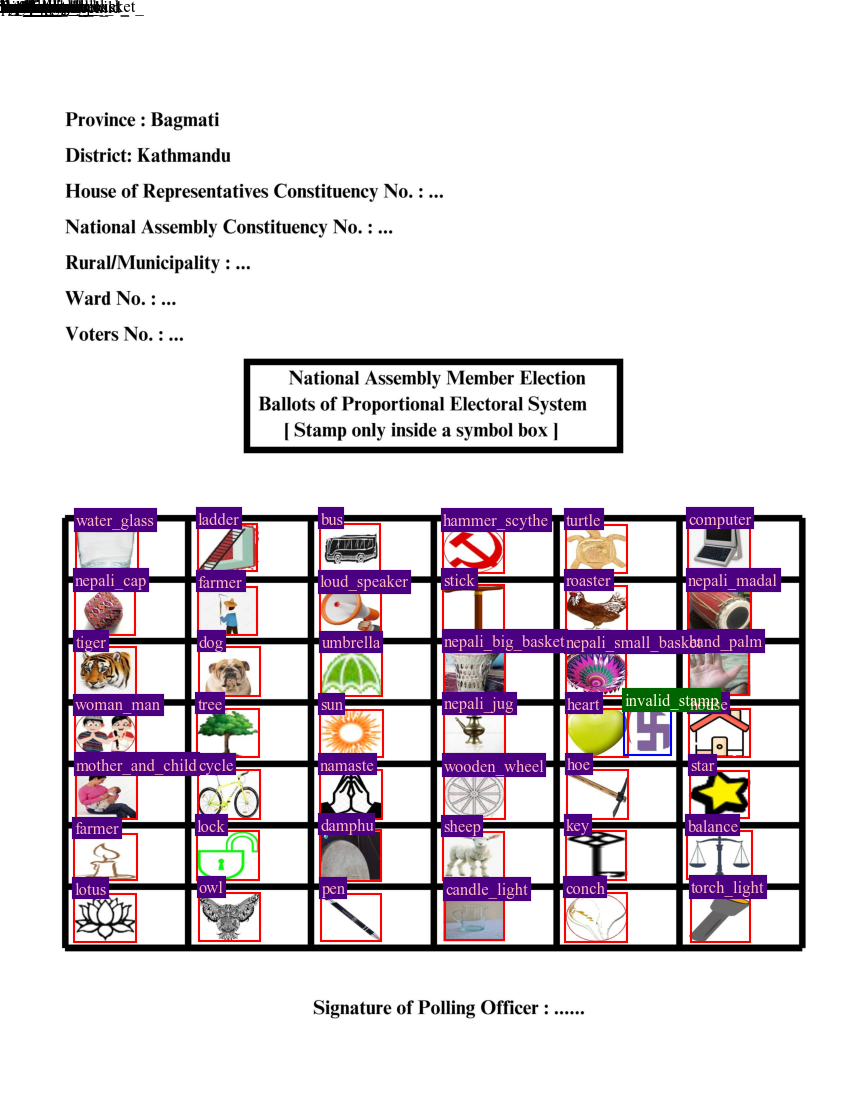 Province : Bagmati
District: Kathmandu
House of Representatives Constituency No. : ...
National Assembly Constituency No. : ...
Rural/Municipality : ...
Ward No. : ...
Voters No. : ...
National Assembly Member Election
Ballots of Proportional Electoral System
[ Stamp only inside a symbol box ]
water_glass ladder bus hammer_scythe turtle computer
nepali_cap farmer loud_speaker stick roaster nepali_madal
tiger dog umbrella nepali_big_basket nepali_small_basket hand_palm
woman_man tree sun nepali_jug heart invalid_stamp house
mother_and_child cycle namaste wooden_wheel hoe star
farmer lock damphu sheep key balance
lotus owl pen candle_light conch torch_light
Signature of Polling Officer : ......